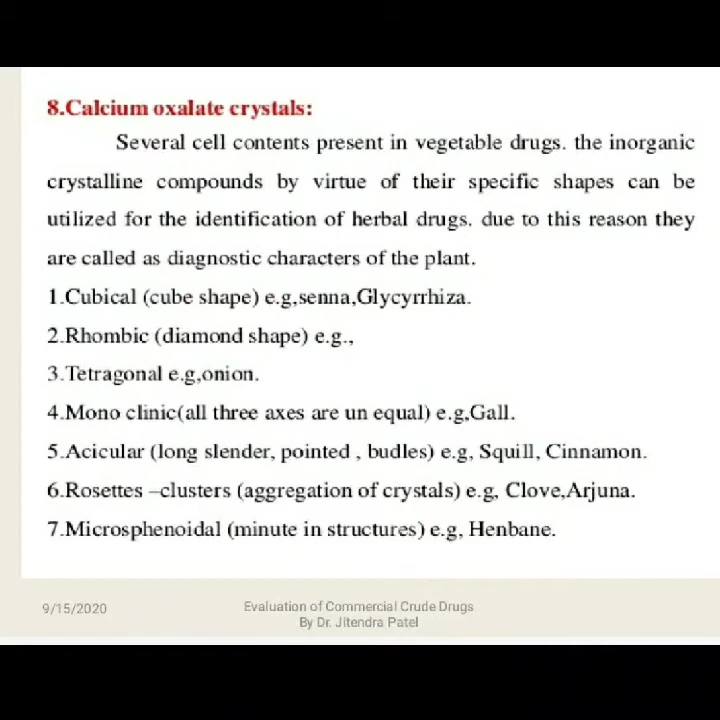 8.Calcium oxalate crystals:
Several cell contents present in vegetable drugs. the inorganic
crystalline compounds by virtue of their specific shapes can be
utilized for the identification of herbal drugs. due to this reason they
are called as diagnostic characters of the plant.
1.Cubical (cube shape) e.g,senna,Glycyrrhiza.
2.Rhombic (diamond shape) e.g.,
3.Tetragonal e.g,onion.
4.Mono clinic(all three axes are un equal) e.g,Gall.
5.Acicular (long slender, pointed , budles) e.g, Squill, Cinnamon.
6.Rosettes –clusters (aggregation of crystals) e.g, Clove,Arjuna.
7.Microsphenoidal (minute in structures) e.g, Henbane.
9/15/2020
Evaluation of Commercial Crude Drugs
By Dr. Jitendra Patel